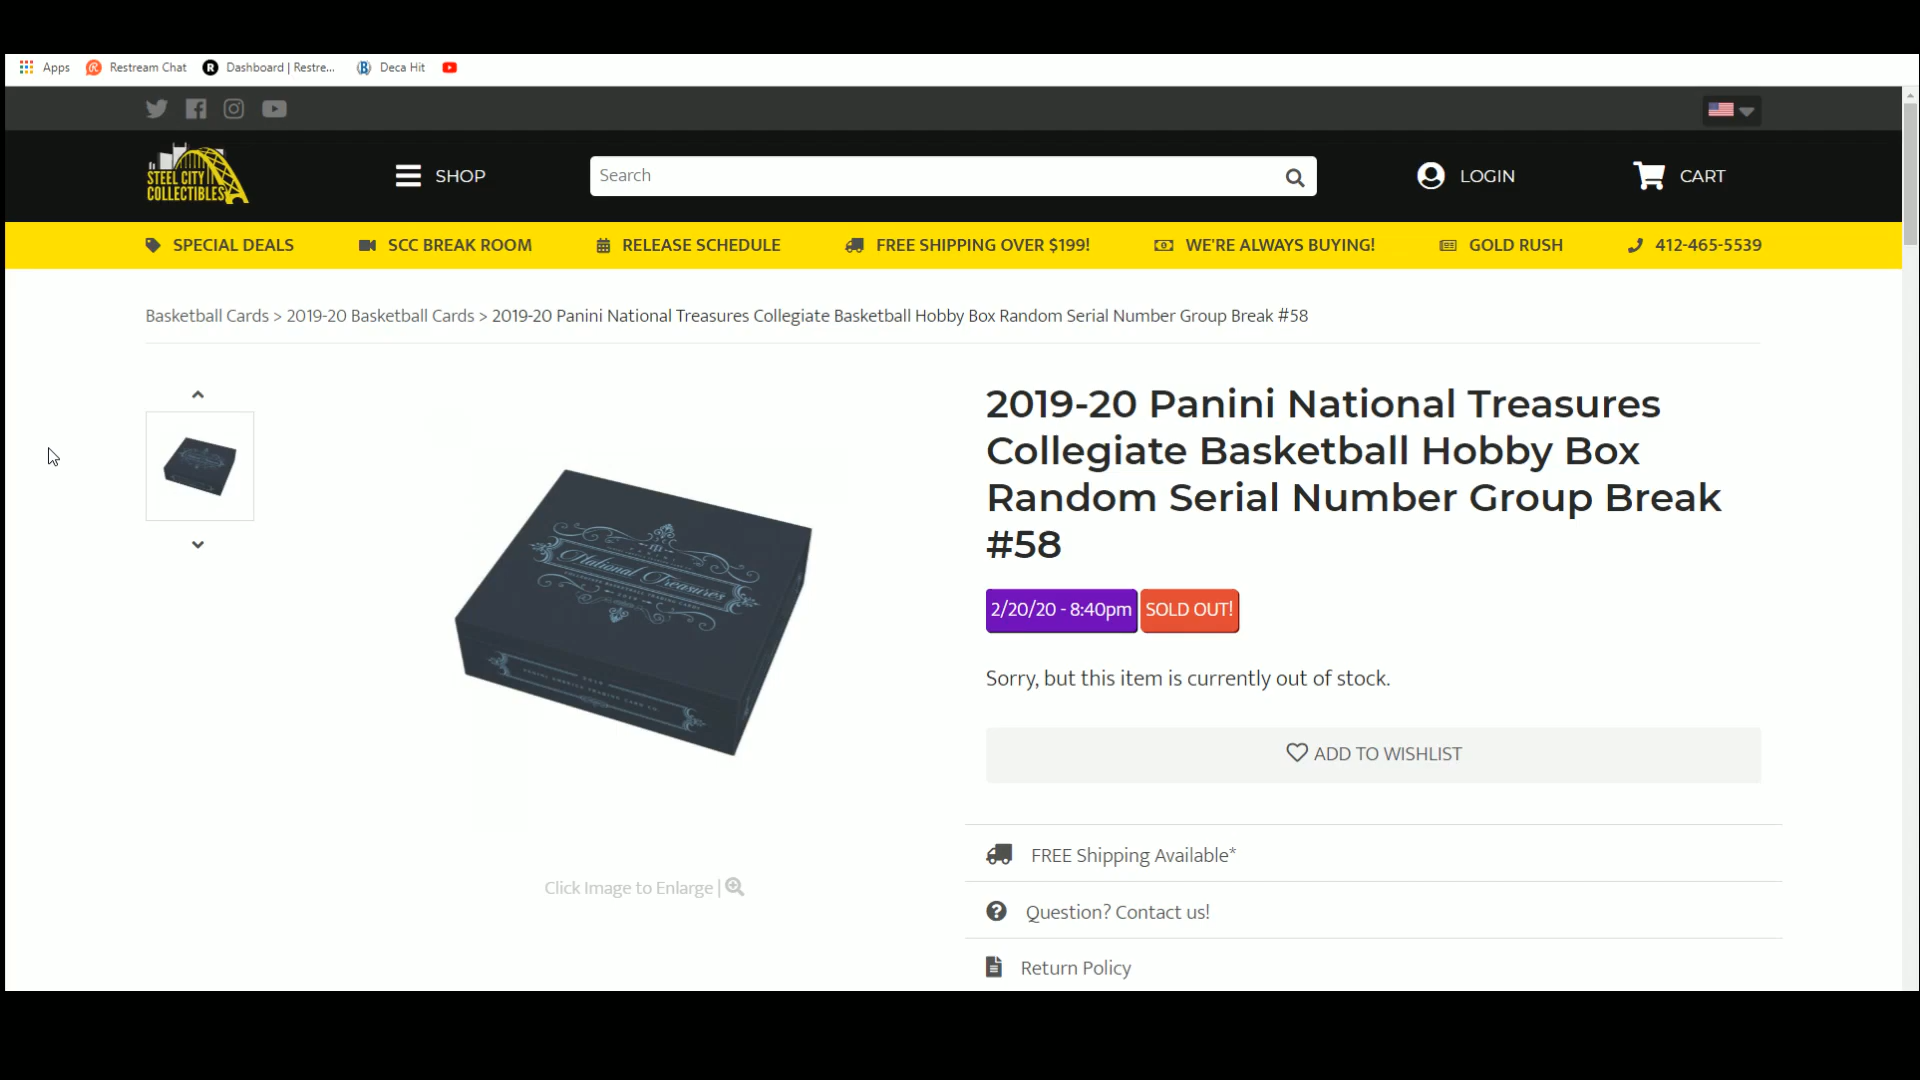 Apps
Restream Chat
Dashboard | Restre...
Deca Hit
STEEL CITY
COLLECTIBLES
SHOP
Search
LOGIN
CART
SPECIAL DEALS
SCC BREAK ROOM
RELEASE SCHEDULE
FREE SHIPPING OVER $199!
WE'RE ALWAYS BUYING!
GOLD RUSH
412-465-5539
Basketball Cards > 2019-20 Basketball Cards > 2019-20 Panini National Treasures Collegiate Basketball Hobby Box Random Serial Number Group Break #58
2019-20 Panini National Treasures
Collegiate Basketball Hobby Box
Random Serial Number Group Break
#58
2/20/20 - 8:40pm
SOLD OUT!
Sorry, but this item is currently out of stock.
National Treasures
ADD TO WISHLIST
FREE Shipping Available*
Click Image to Enlarge |
Question? Contact us!
Return Policy